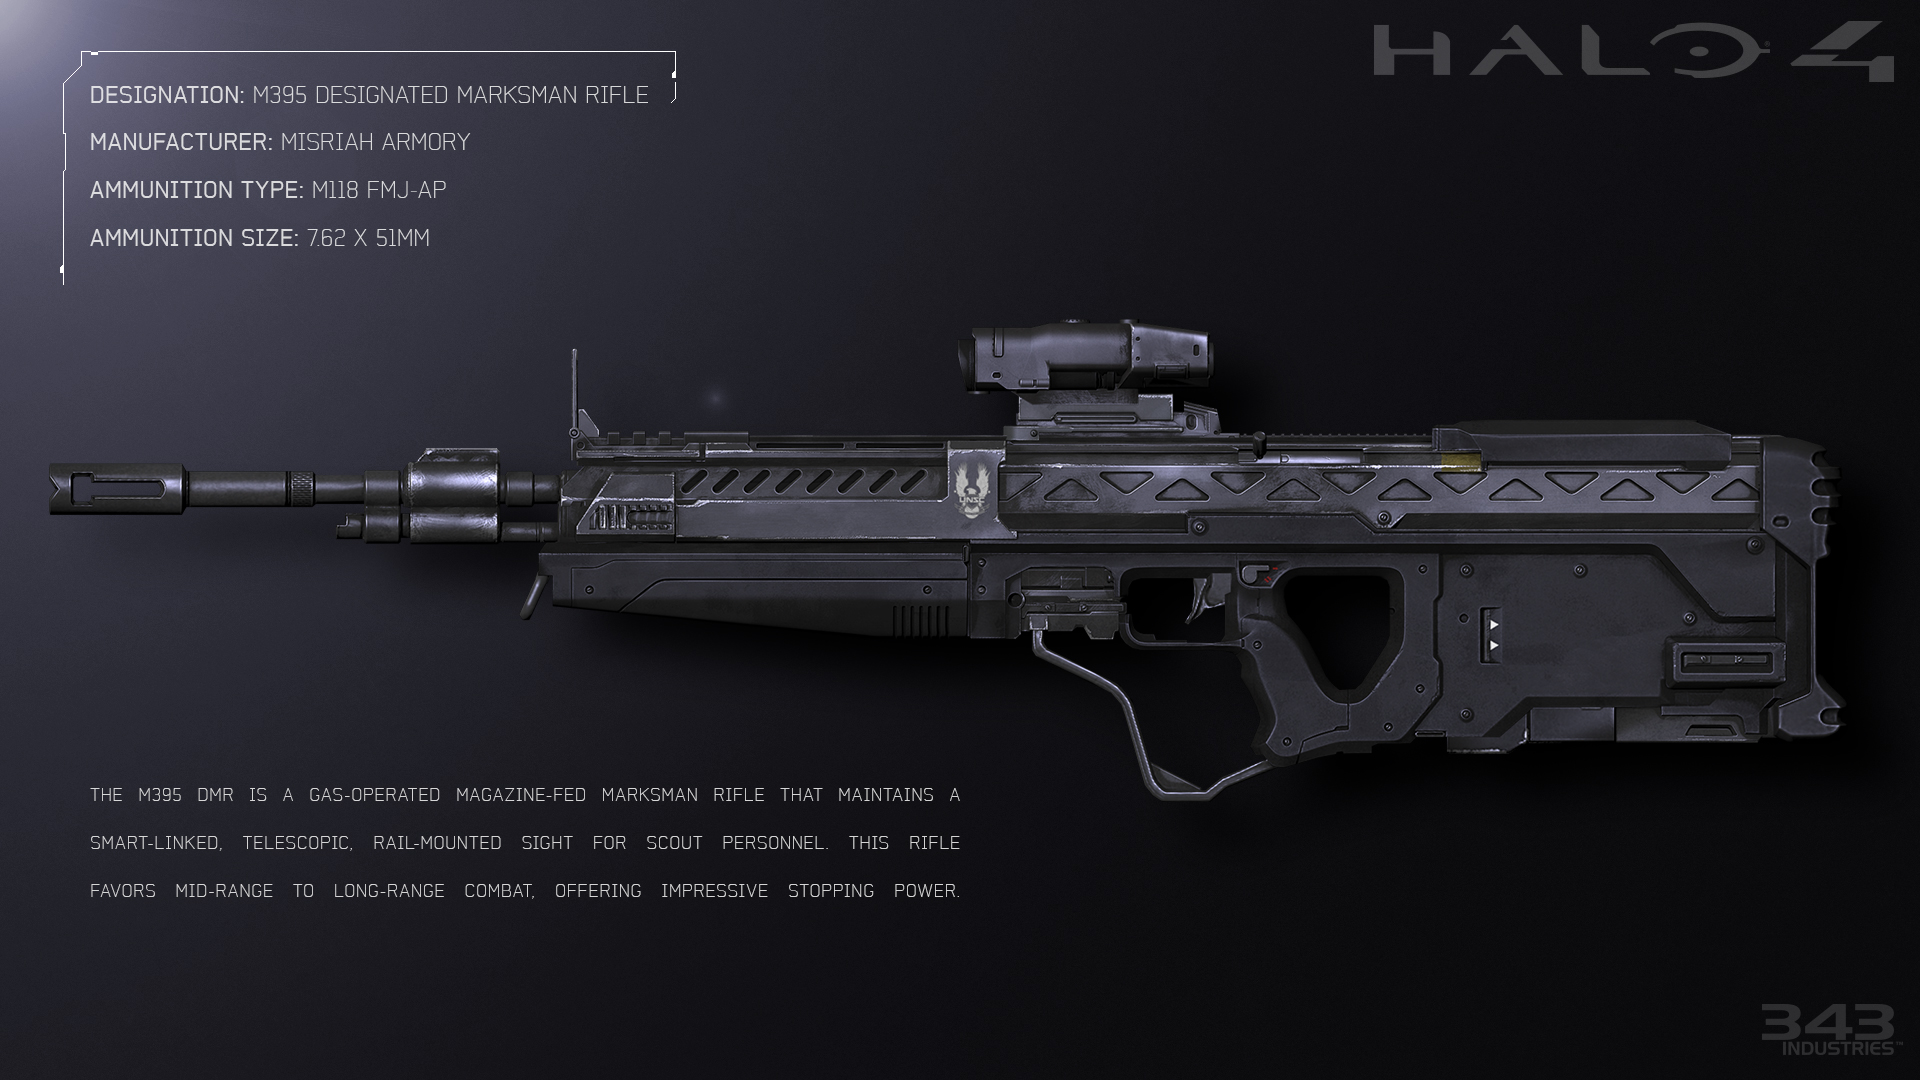 HALO 4
DESIGNATION: M395 DESIGNATED MARKSMAN RIFLE
MANUFACTURER: MISRIAH ARMORY
AMMUNITION TYPE: M118 FMJ-AP
AMMUNITION SIZE: 7.62 X 51MM
UNSC
THE M395 DMR IS A GAS-OPERATED MAGAZINE-FED MARKSMAN RIFLE THAT MAINTAINS A
SMART-LINKED, TELESCOPIC, RAIL-MOUNTED SIGHT FOR SCOUT PERSONNEL. THIS RIFLE
FAVORS MID-RANGE TO LONG-RANGE COMBAT, OFFERING IMPRESSIVE STOPPING POWER.
343
INDUSTRIES™